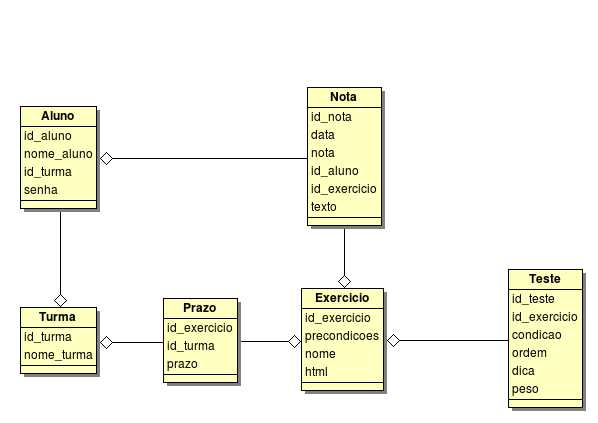 Nota
id_nota
data
nota
id_aluno
id_exercicio
texto
Aluno
id_aluno
nome_aluno
id_turma
senha
Turma
id_turma
nome_turma
Prazo
id_exercicio
id_turma
prazo
Exercicio
id_exercicio
precondicoes
nome
html
Teste
id_teste
id_exercicio
condicao
ordem
dica
peso